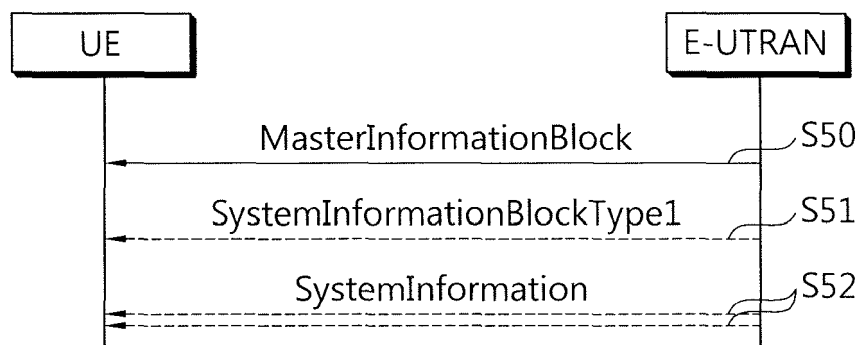 UE
E-UTRAN
MasterInformationBlock
S50
SystemInformationBlockType1
S51
SystemInformation
S52